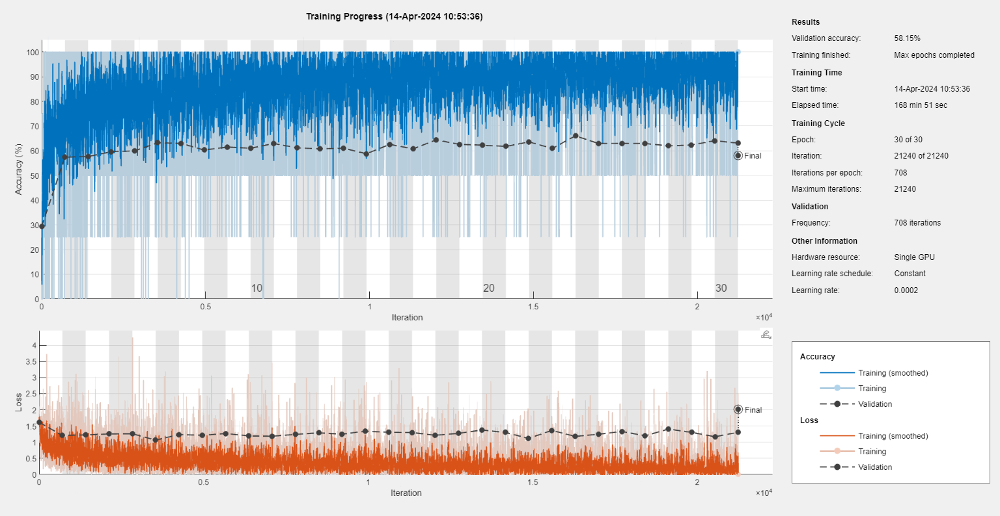 Training Progress (14-Apr-2024 10:53:36)
Accuracy (%)
100
90
80
70
60
50
40
30
20
10
0
10
20
30
Final
0
0.5
1
1.5
2
×10⁴
Iteration
Loss
4
3.5
3
2.5
2
1.5
1
0.5
0
Final
0
0.5
1
1.5
2
×10⁴
Iteration
Results
Validation accuracy: 58.15%
Training finished: Max epochs completed
Training Time
Start time: 14-Apr-2024 10:53:36
Elapsed time: 168 min 51 sec
Training Cycle
Epoch: 30 of 30
Iteration: 21240 of 21240
Iterations per epoch: 708
Maximum iterations: 21240
Validation
Frequency: 708 iterations
Other Information
Hardware resource: Single GPU
Learning rate schedule: Constant
Learning rate: 0.0002
Accuracy
Training (smoothed)
Training
Validation
Loss
Training (smoothed)
Training
Validation